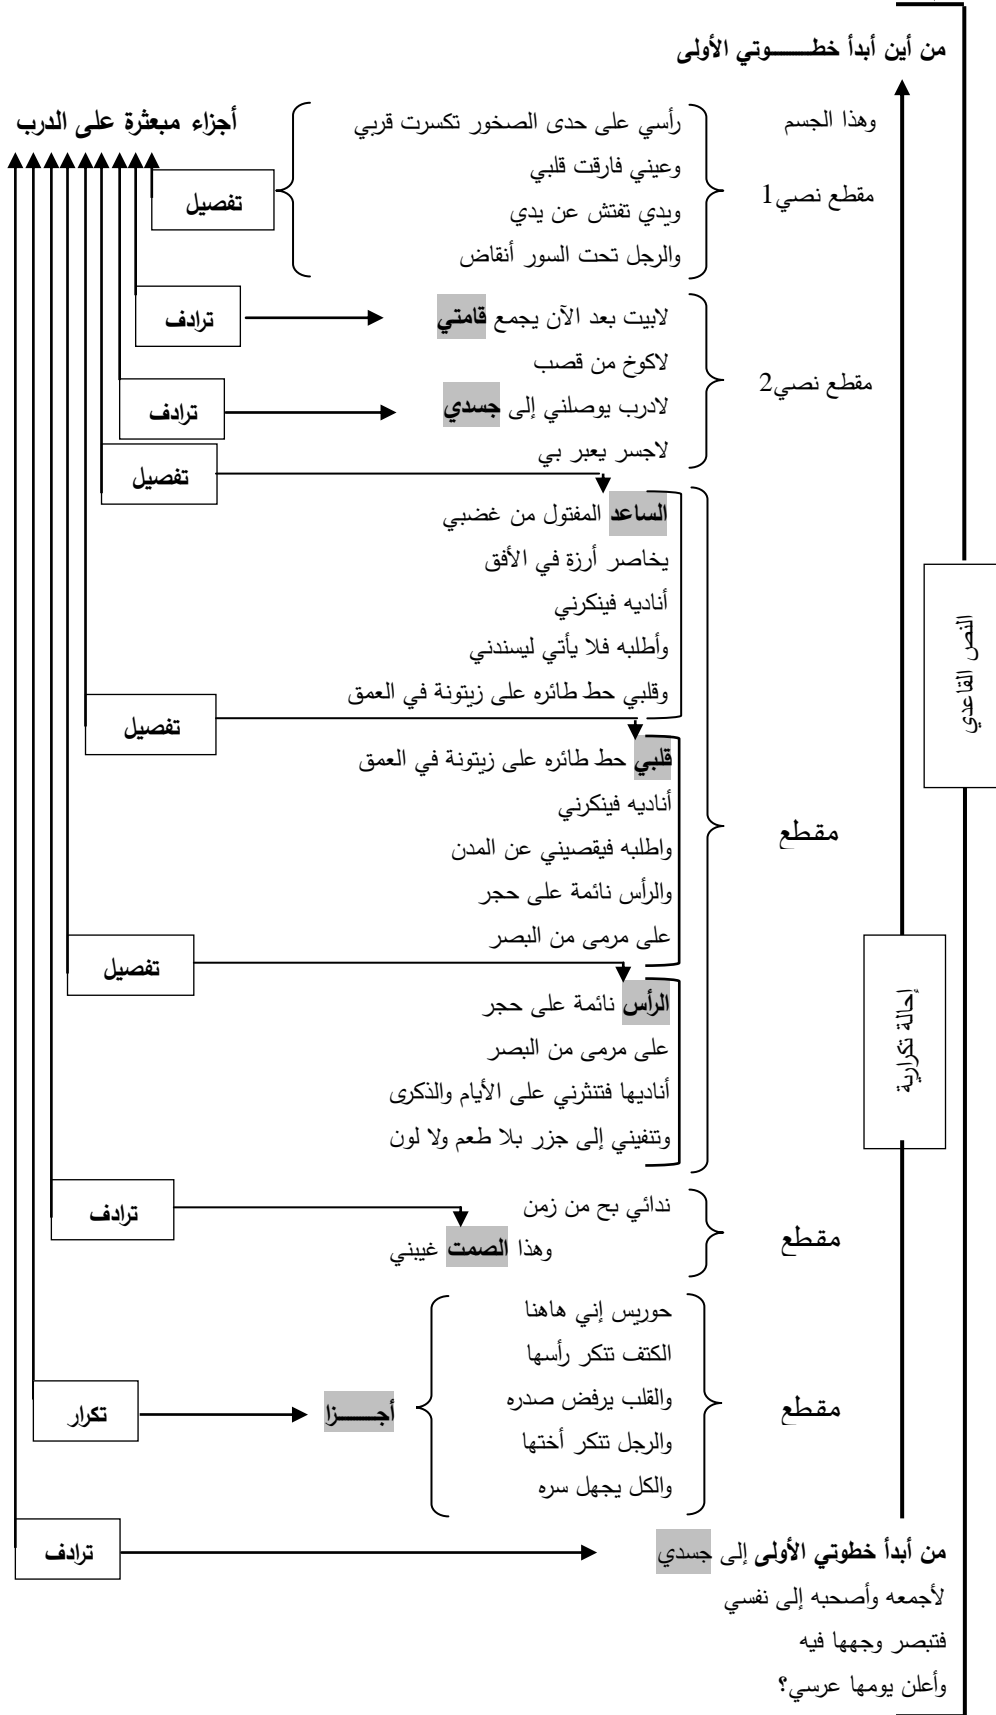 من أين أبدأ خطـــــوتي الأولى
وهذا الجسم
أجزاء مبعثرة على الدرب
رأسي على حدى الصخور تكسرت قربي
وعيني فارقت قلبي
ويدي تفتش عن يدي
والرجل تحت السور أنقاض
مقطع نصي1
تفصيل
لابيت بعد الآن يجمع قامتي
لاكوخ من قصب
لادرب يوصلني إلى جسدي
لاجسر يعبر بي
مقطع نصي2
ترادف
ترادف
تفصيل
الساعد المفتول من غضبي
يخاصر أرزة في الأفق
أناديه فينكرني
وأطلبه فلا يأتي ليسندني
وقلبي حط طائره على زيتونة في العمق
تفصيل
قلبي حط طائره على زيتونة في العمق
أناديه فينكرني
واطلبه فيقصيني عن المدن
والرأس نائمة على حجر
على مرمى من البصر
مقطع
تفصيل
الرأس نائمة على حجر
على مرمى من البصر
أناديها فتنثرني على الأيام والذكرى
وتنفيني إلى جزر بلا طعم ولا لون
ندائي بح من زمن
وهذا الصمت غيبني
مقطع
ترادف
حوريس إني هاهنا
الكتف تنكر رأسها
والقلب يرفض صدره
والرجل تنكر أختها
والكل يجهل سره
مقطع
أجــــــزا
تكرار
من أبدأ خطوتي الأولى إلى جسدي
لأجمعه وأصحبه إلى نفسي
فتبصر وجهها فيه
وأعلن يومها عرسي؟
ترادف
النص القاعدي
إحالة تكرارية